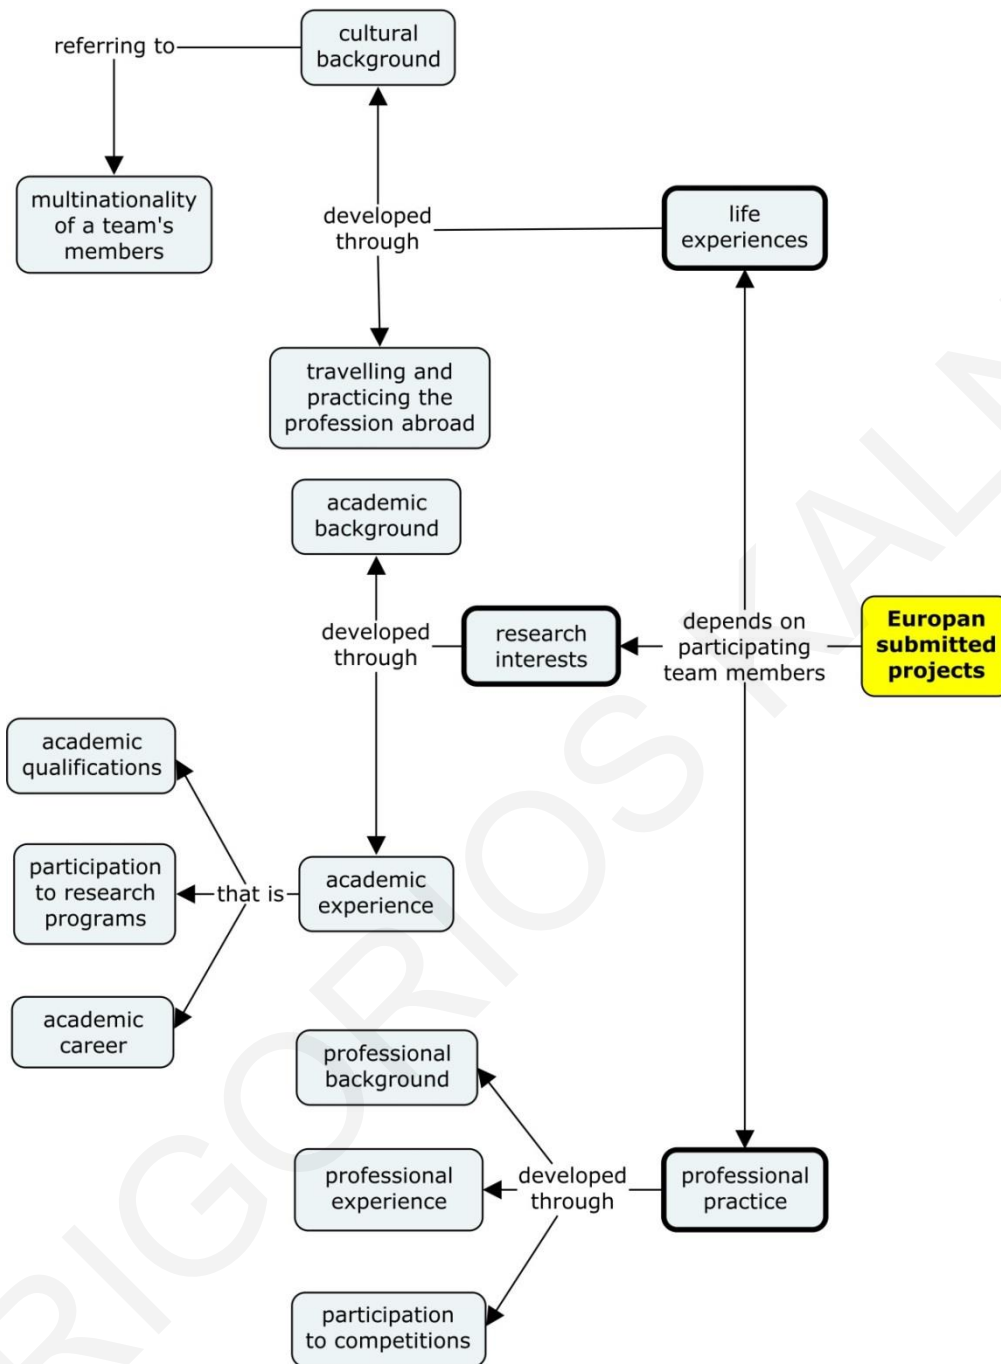 cultural
background
referring to
multinationality
of a team's
members
developed
through
life
experiences
travelling and
practicing the
profession abroad
academic
background
developed
through
research
interests
depends on
participating
team members
Europan
submitted
projects
academic
qualifications
participation
to research
programs
that is
academic
experience
academic
career
professional
background
professional
experience
developed
through
professional
practice
participation
to competitions
RIGORIOS KAL